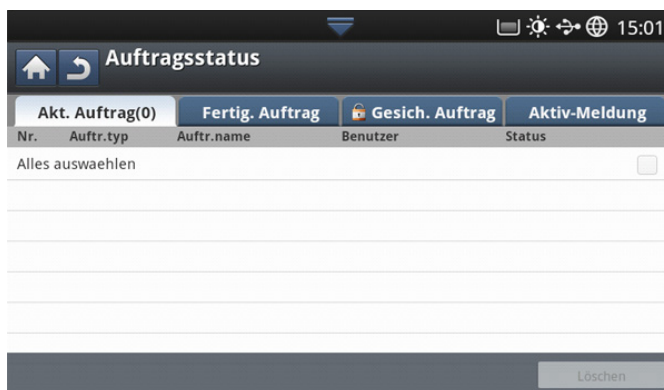 15:01
Auftragsstatus
Akt. Auftrag(0) Fertig. Auftrag Gesich. Auftrag Aktiv-Meldung
Nr. Auftr.typ Auftr.name Benutzer Status
Alles auswaehlen
Löschen